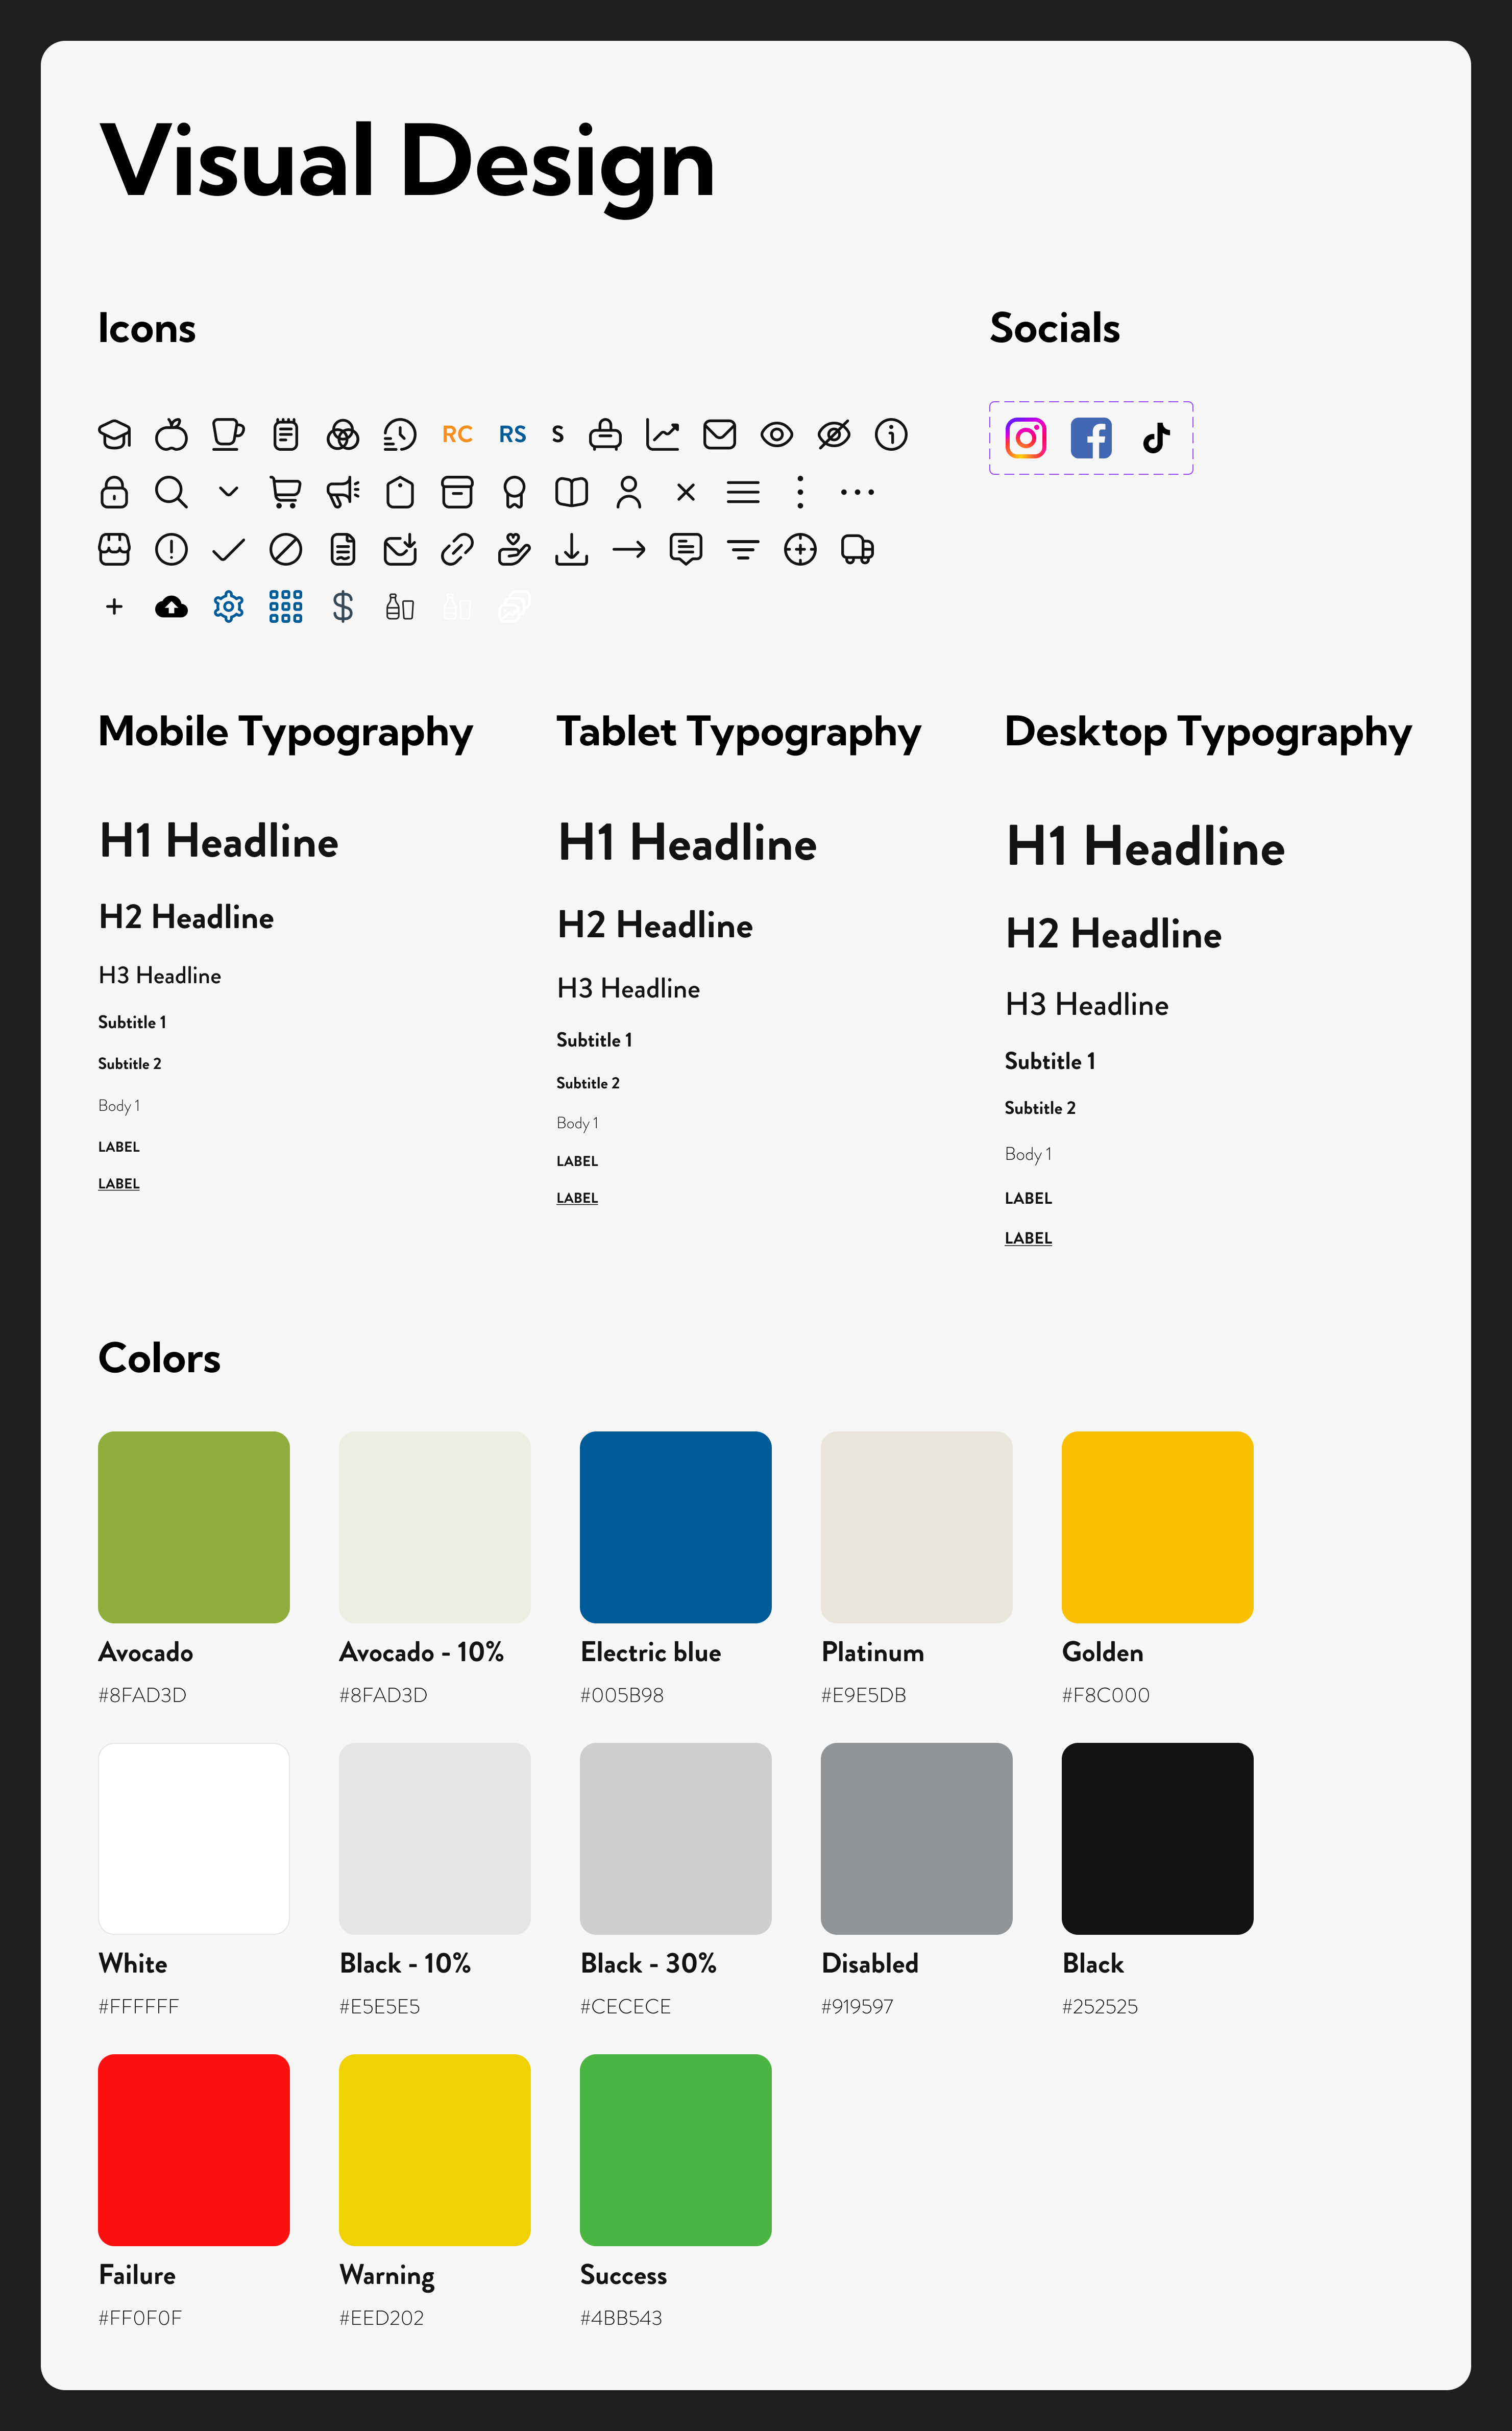 Visual Design
Icons
Socials
RC RS S
$
Mobile Typography
H1 Headline
H2 Headline
H3 Headline
Subtitle 1
Subtitle 2
Body 1
LABEL
LABEL
Tablet Typography
H1 Headline
H2 Headline
H3 Headline
Subtitle 1
Subtitle 2
Body 1
LABEL
LABEL
Desktop Typography
H1 Headline
H2 Headline
H3 Headline
Subtitle 1
Subtitle 2
Body 1
LABEL
LABEL
Colors
Avocado
#8FAD3D
Avocado - 10%
#8FAD3D
Electric blue
#005B98
Platinum
#E9E5DB
Golden
#F8C000
White
#FFFFFF
Black - 10%
#E5E5E5
Black - 30%
#CECECE
Disabled
#919597
Black
#252525
Failure
#FF0F0F
Warning
#EED202
Success
#4BB543